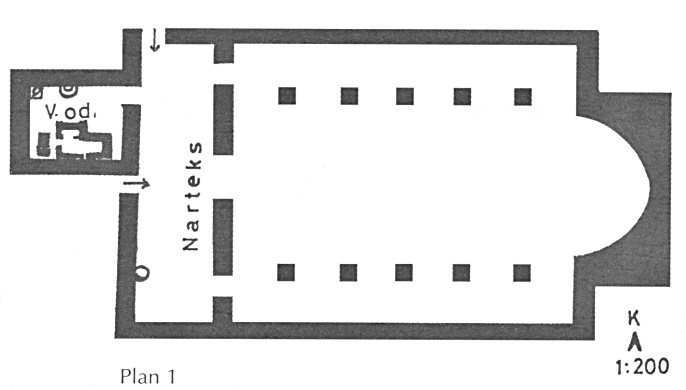 V. od.
Narteks
Plan 1
K
1:200